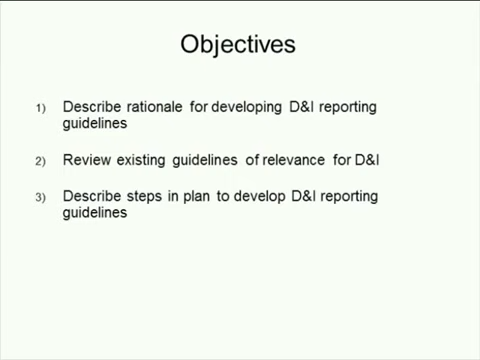 Objectives
1) Describe rationale for developing D&I reporting
guidelines
2) Review existing guidelines of relevance for D&I
3) Describe steps in plan to develop D&I reporting
guidelines